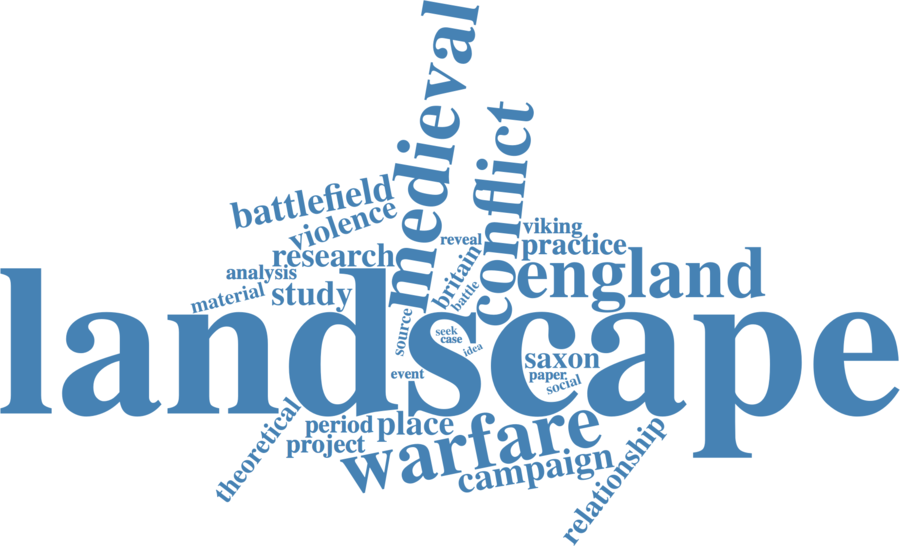 medieval
conflict
battlefield
violence
viking
reveal
practice
research
britain
england
analysis
battle
material
study
landscape
source
seek
case
idea
saxon
event
paper
social
theoretical
period
place
warfare
project
campaign
relationship